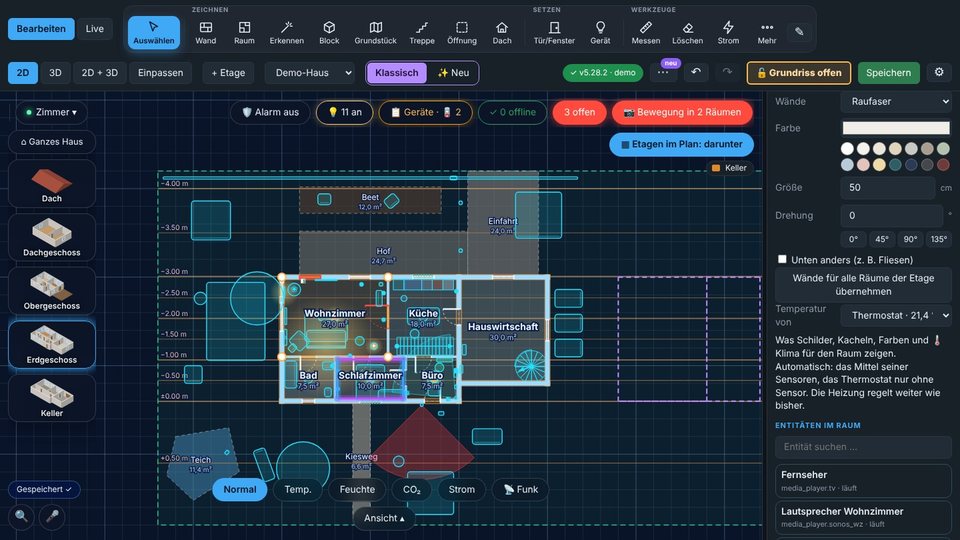 ZEICHNEN
SETZEN
WERKZEUGE
Bearbeiten
Live
Auswählen
Wand
Raum
Erkennen
Block
Grundstück
Treppe
Öffnung
Dach
Tür/Fenster
Gerät
Messen
Löschen
Strom
Mehr
2D
3D
2D + 3D
Einpassen
+ Etage
Demo-Haus
Klassisch
✨ Neu
✓ v5.28.2 · demo
neu
Grundriss offen
Speichern
Zimmer ▾
Alarm aus
11 an
Geräte · 2
✓ 0 offline
3 offen
Bewegung in 2 Räumen
Etagen im Plan: darunter
Keller
⌂ Ganzes Haus
Dach
Dachgeschoss
Obergeschoss
Erdgeschoss
Keller
Gespeichert ✓
−4.00 m
−3.50 m
−3.00 m
−2.50 m
−2.00 m
−1.50 m
−1.00 m
−0.50 m
±0.00 m
+0.50 m
Beet
12,0 m²
Einfahrt
24,0 m²
Hof
24,7 m²
Wohnzimmer
27,0 m²
Küche
18,0 m²
Hauswirtschaft
30,0 m²
Bad
7,5 m²
Schlafzimmer
10,0 m²
Büro
7,5 m²
Teich
11,4 m²
Kiesweg
6,6 m²
Normal
Temp.
Feuchte
CO₂
Strom
Funk
Ansicht ▴
Wände
Raufaser
Farbe
Größe
50
cm
Drehung
0
°
0°
45°
90°
135°
Unten anders (z. B. Fliesen)
Wände für alle Räume der Etage
übernehmen
Temperatur
von
Thermostat · 21,4
Was Schilder, Kacheln, Farben und 🌡
Klima für den Raum zeigen.
Automatisch: das Mittel seiner
Sensoren, das Thermostat nur ohne
Sensor. Die Heizung regelt weiter wie
bisher.
ENTITÄTEN IM RAUM
Entität suchen ...
Fernseher
media_player.tv · läuft
Lautsprecher Wohnzimmer
media_player.sonos_wz · läuft